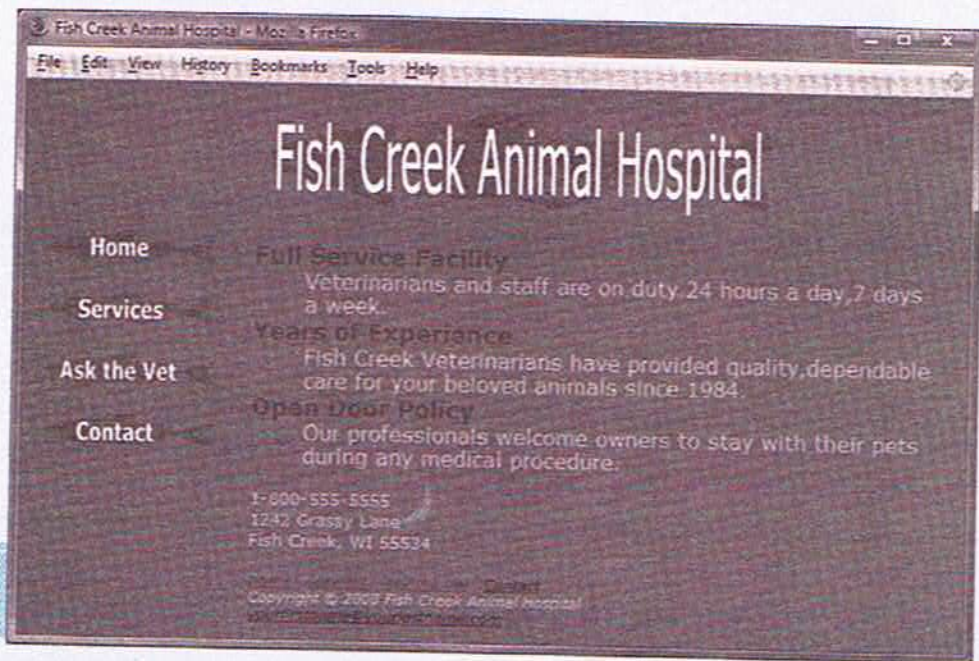 Fish Creek Animal Hospital - Mozilla Firefox
File Edit View History Bookmarks Tools Help
Fish Creek Animal Hospital
Home
Services
Ask the Vet
Contact
Full Service Facility
Veterinarians and staff are on duty 24 hours a day,7 days
a week.
Years of Experience
Fish Creek Veterinarians have provided quality,dependable
care for your beloved animals since 1984.
Open Door Policy
Our professionals welcome owners to stay with their pets
during any medical procedure.
1-800-555-5555
1242 Grassy Lane
Fish Creek, WI 55534
Contact
Copyright © 2008 Fish Creek Animal Hospital